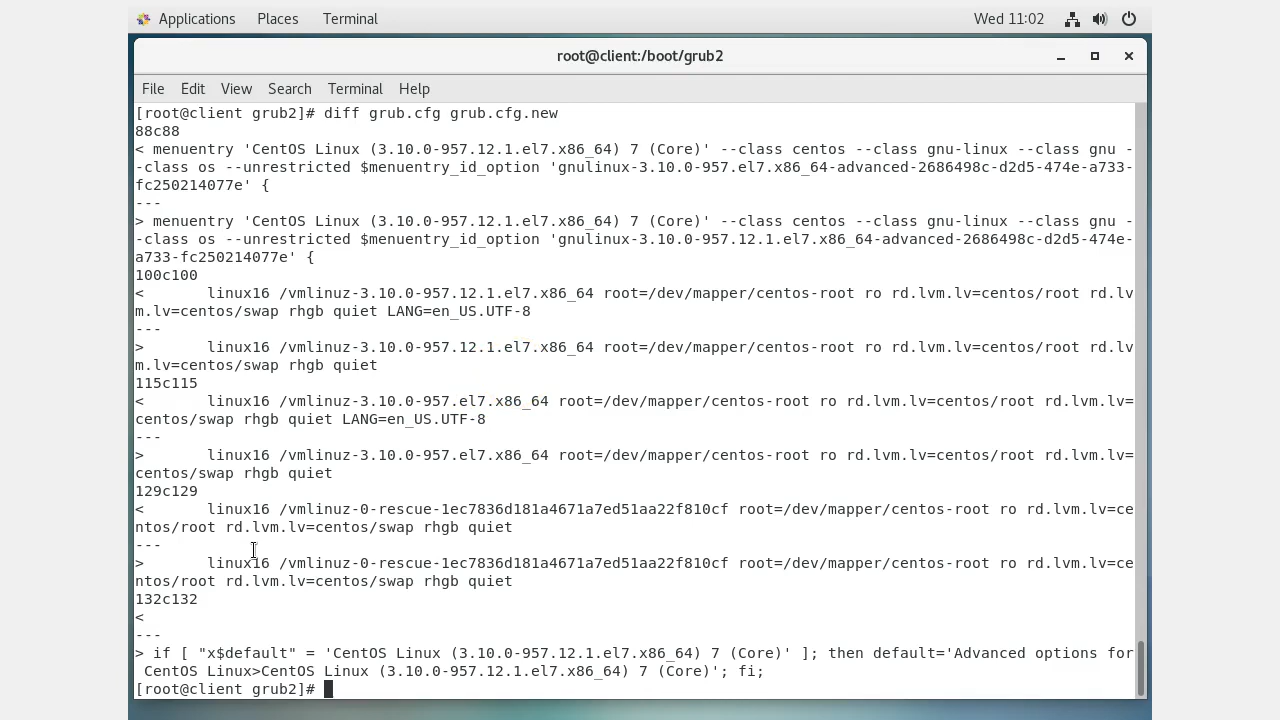 Applications Places Terminal Wed 11:02
root@client:/boot/grub2
File Edit View Search Terminal Help
[root@client grub2]# diff grub.cfg grub.cfg.new
88c88
< menuentry 'CentOS Linux (3.10.0-957.12.1.el7.x86_64) 7 (Core)' --class centos --class gnu-linux --class gnu -
-class os --unrestricted $menuentry_id_option 'gnulinux-3.10.0-957.el7.x86_64-advanced-2686498c-d2d5-474e-a733-
fc250214077e' {
---
> menuentry 'CentOS Linux (3.10.0-957.12.1.el7.x86_64) 7 (Core)' --class centos --class gnu-linux --class gnu -
-class os --unrestricted $menuentry_id_option 'gnulinux-3.10.0-957.12.1.el7.x86_64-advanced-2686498c-d2d5-474e-
a733-fc250214077e' {
100c100
<       linux16 /vmlinuz-3.10.0-957.12.1.el7.x86_64 root=/dev/mapper/centos-root ro rd.lvm.lv=centos/root rd.lv
m.lv=centos/swap rhgb quiet LANG=en_US.UTF-8
---
>       linux16 /vmlinuz-3.10.0-957.12.1.el7.x86_64 root=/dev/mapper/centos-root ro rd.lvm.lv=centos/root rd.lv
m.lv=centos/swap rhgb quiet
115c115
<       linux16 /vmlinuz-3.10.0-957.el7.x86_64 root=/dev/mapper/centos-root ro rd.lvm.lv=centos/root rd.lvm.lv=
centos/swap rhgb quiet LANG=en_US.UTF-8
---
>       linux16 /vmlinuz-3.10.0-957.el7.x86_64 root=/dev/mapper/centos-root ro rd.lvm.lv=centos/root rd.lvm.lv=
centos/swap rhgb quiet
129c129
<       linux16 /vmlinuz-0-rescue-1ec7836d181a4671a7ed51aa22f810cf root=/dev/mapper/centos-root ro rd.lvm.lv=ce
ntos/root rd.lvm.lv=centos/swap rhgb quiet
---
>       linux16 /vmlinuz-0-rescue-1ec7836d181a4671a7ed51aa22f810cf root=/dev/mapper/centos-root ro rd.lvm.lv=ce
ntos/root rd.lvm.lv=centos/swap rhgb quiet
132c132
<
---
> if [ "x$default" = 'CentOS Linux (3.10.0-957.12.1.el7.x86_64) 7 (Core)' ]; then default='Advanced options for
 CentOS Linux>CentOS Linux (3.10.0-957.12.1.el7.x86_64) 7 (Core)'; fi;
[root@client grub2]#